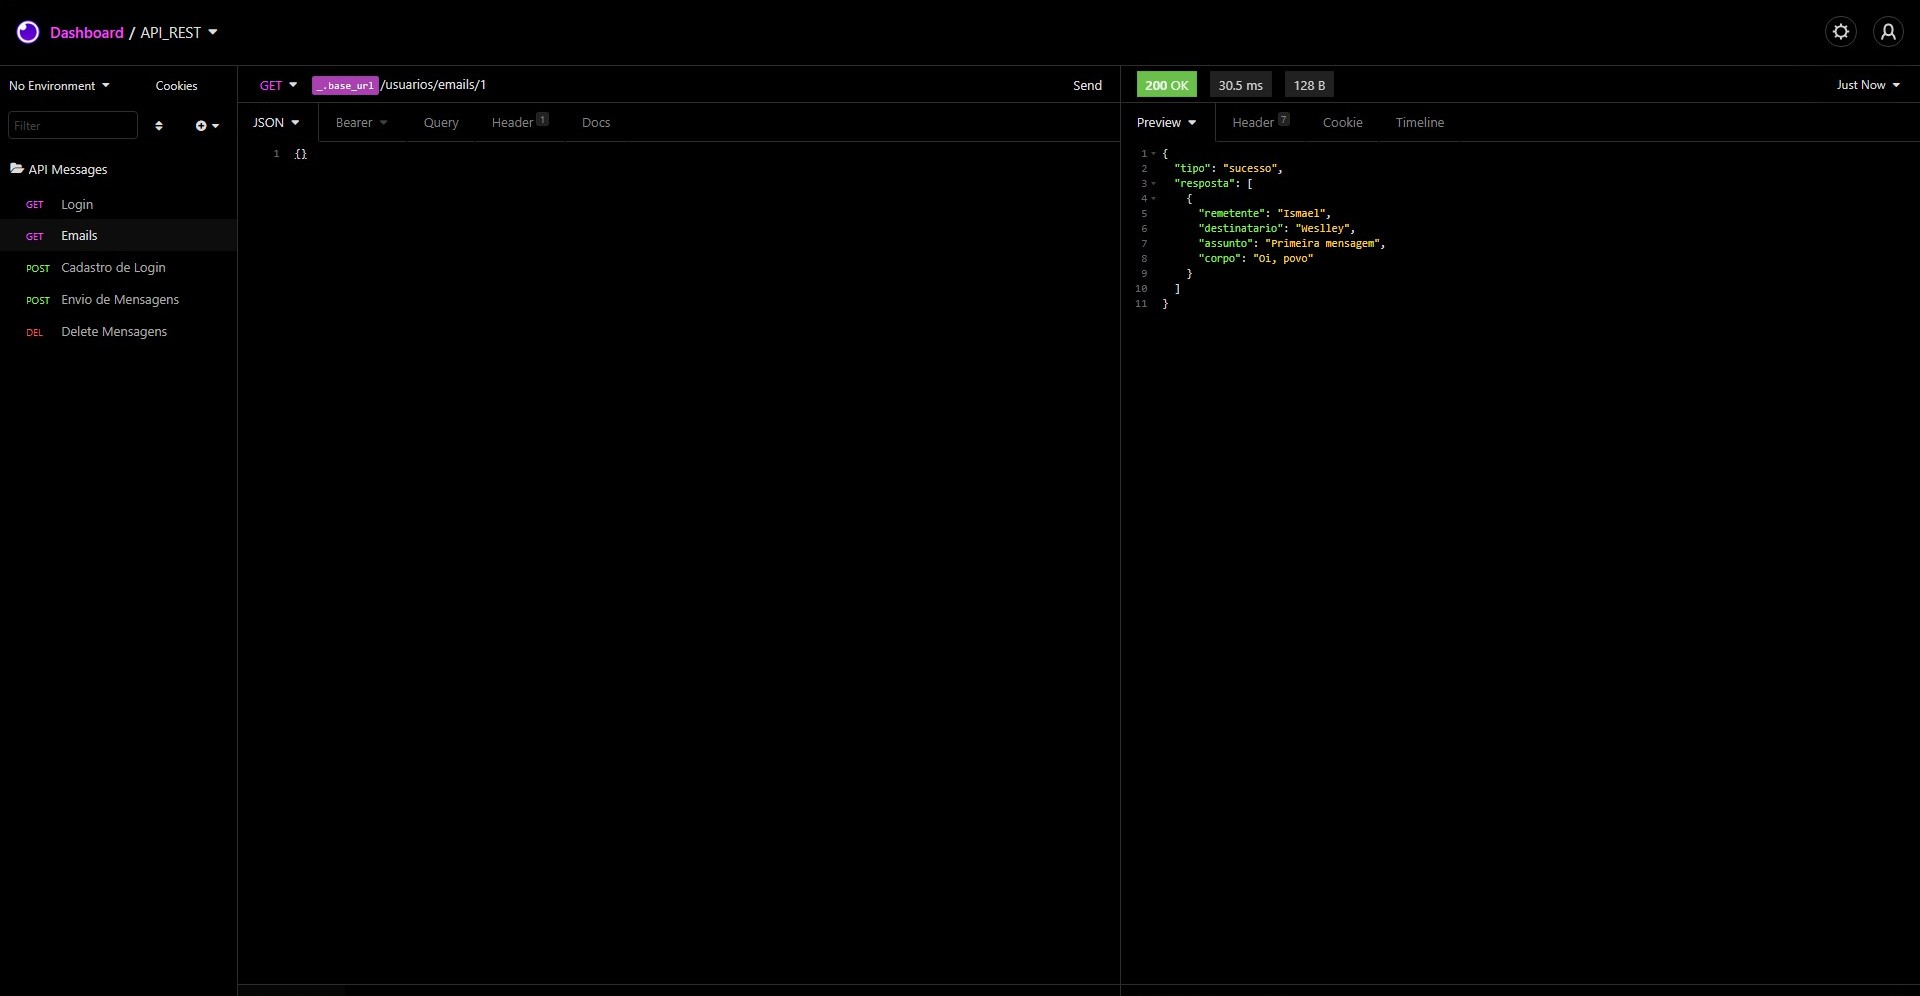 Dashboard / API_REST
No Environment
Cookies
Filter
API Messages
GET Login
GET Emails
POST Cadastro de Login
POST Envio de Mensagens
DEL Delete Mensagens
GET _.base_url/usuarios/emails/1
Send
JSON Bearer Query Header 1 Docs
1 {}
200 OK 30.5 ms 128 B
Just Now
Preview Header 7 Cookie Timeline
1 {
2 "tipo": "sucesso",
3 "resposta": [
4 {
5 "remetente": "Ismael",
6 "destinatario": "Weslley",
7 "assunto": "Primeira mensagem",
8 "corpo": "Oi, povo"
9 }
10 ]
11 }